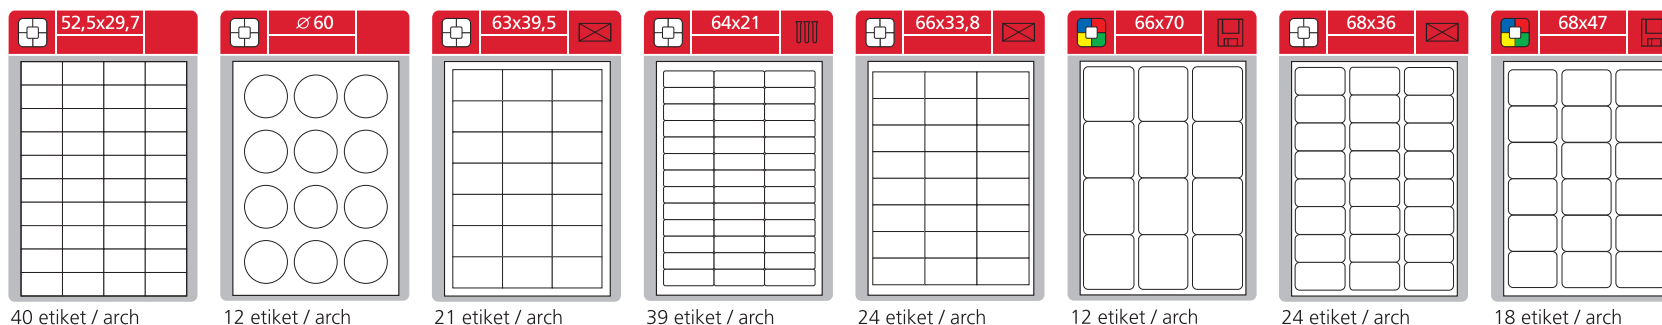 52,5x29,7
⌀ 60
63x39,5
64x21
66x33,8
66x70
68x36
68x47
40 etiket / arch
12 etiket / arch
21 etiket / arch
39 etiket / arch
24 etiket / arch
12 etiket / arch
24 etiket / arch
18 etiket / arch